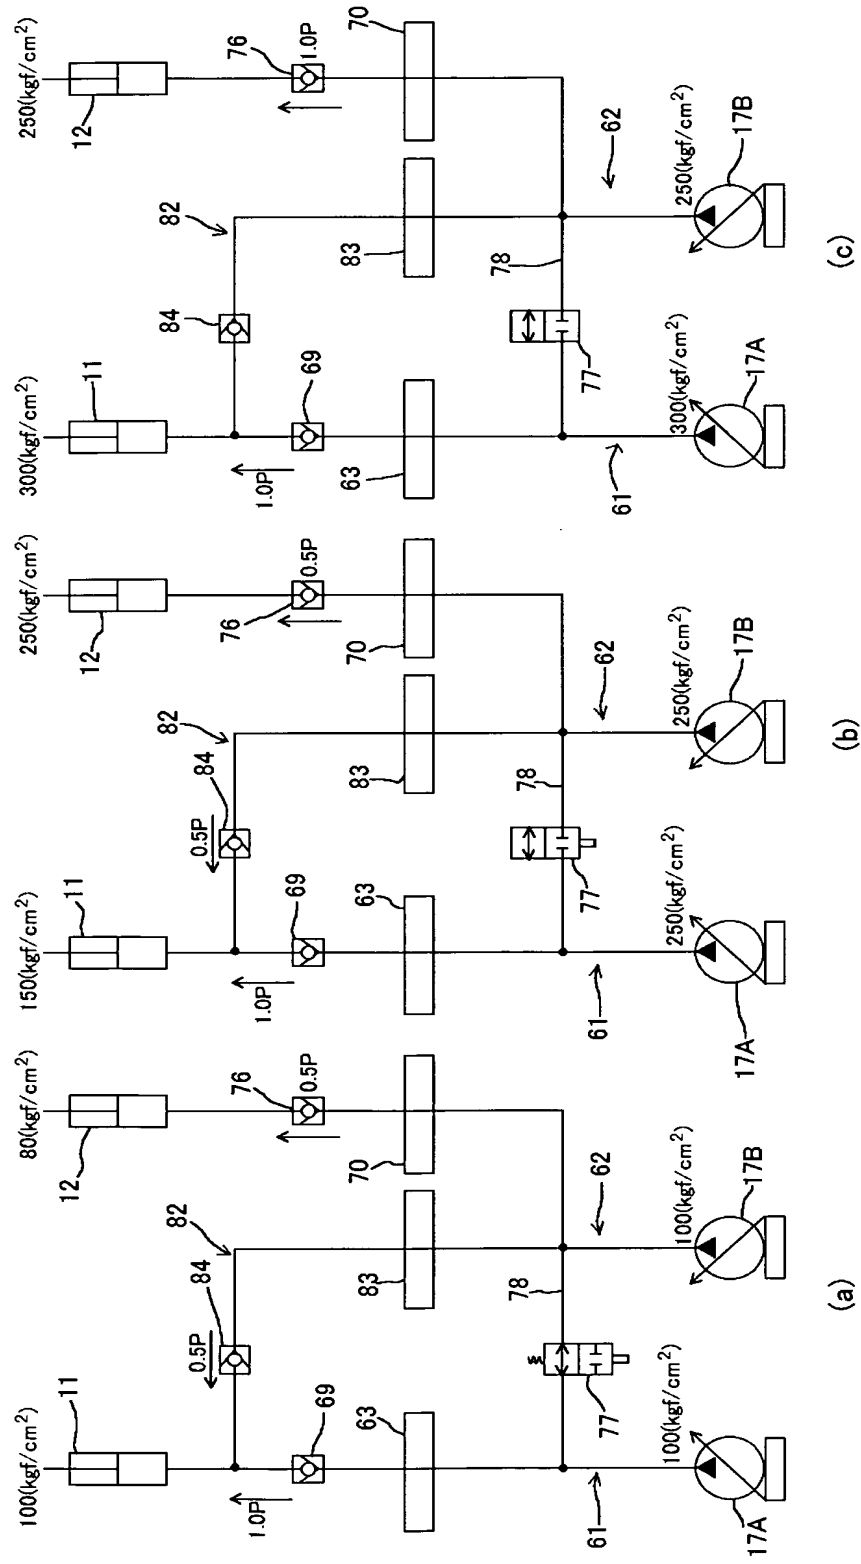 100(kgf/cm²)
11
80(kgf/cm²)
12
82
84
0.5P
76
0.5P
69
1.0P
63
83
70
78
77
61
62
100(kgf/cm²)
17A
100(kgf/cm²)
17B
(a)
150(kgf/cm²)
11
250(kgf/cm²)
12
82
84
0.5P
76
0.5P
69
1.0P
63
83
70
78
77
61
62
250(kgf/cm²)
17A
250(kgf/cm²)
17B
(b)
300(kgf/cm²)
11
250(kgf/cm²)
12
82
84
76
1.0P
69
1.0P
63
83
70
78
77
61
62
300(kgf/cm²)
17A
250(kgf/cm²)
17B
(c)